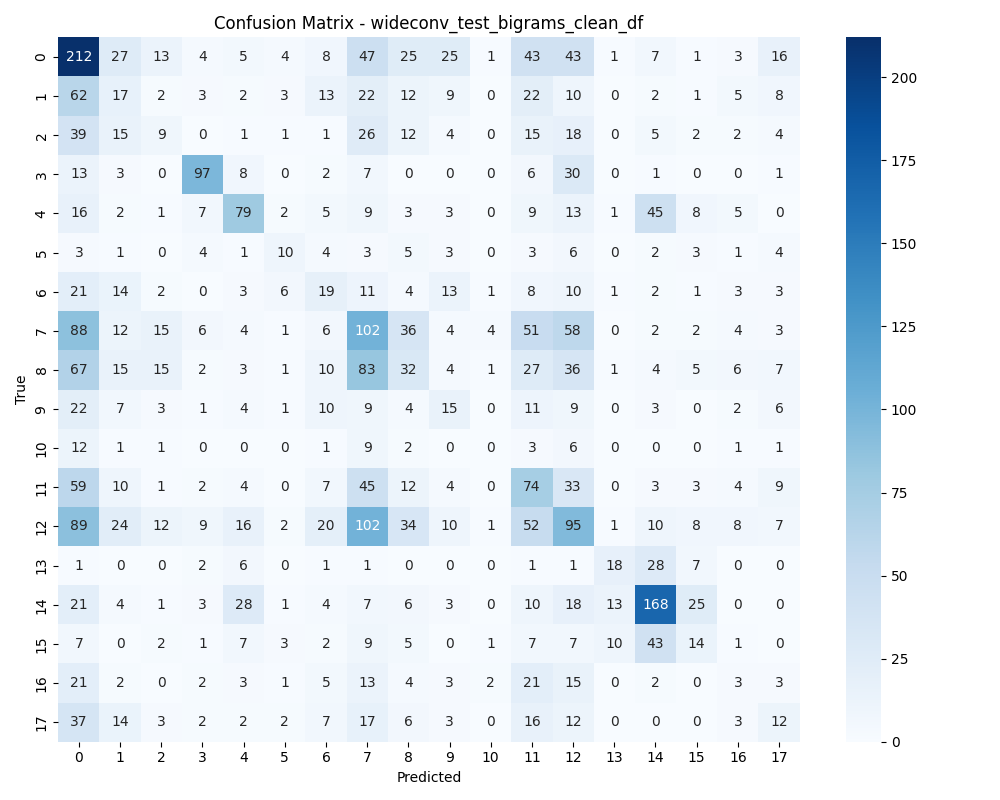 Confusion Matrix - wideconv_test_bigrams_clean_df
0 212 27 13 4 5 4 8 47 25 25 1 43 43 1 7 1 3 16
1 62 17 2 3 2 3 13 22 12 9 0 22 10 0 2 1 5 8
2 39 15 9 0 1 1 1 26 12 4 0 15 18 0 5 2 2 4
3 13 3 0 97 8 0 2 7 0 0 0 6 30 0 1 0 0 1
4 16 2 1 7 79 2 5 9 3 3 0 9 13 1 45 8 5 0
5 3 1 0 4 1 10 4 3 5 3 0 3 6 0 2 3 1 4
6 21 14 2 0 3 6 19 11 4 13 1 8 10 1 2 1 3 3
7 88 12 15 6 4 1 6 102 36 4 4 51 58 0 2 2 4 3
8 67 15 15 2 3 1 10 83 32 4 1 27 36 1 4 5 6 7
9 22 7 3 1 4 1 10 9 4 15 0 11 9 0 3 0 2 6
10 12 1 1 0 0 0 1 9 2 0 0 3 6 0 0 0 1 1
11 59 10 1 2 4 0 7 45 12 4 0 74 33 0 3 3 4 9
12 89 24 12 9 16 2 20 102 34 10 1 52 95 1 10 8 8 7
13 1 0 0 2 6 0 1 1 0 0 0 1 1 18 28 7 0 0
14 21 4 1 3 28 1 4 7 6 3 0 10 18 13 168 25 0 0
15 7 0 2 1 7 3 2 9 5 0 1 7 7 10 43 14 1 0
16 21 2 0 2 3 1 5 13 4 3 2 21 15 0 2 0 3 3
17 37 14 3 2 2 2 7 17 6 3 0 16 12 0 0 0 3 12
0 1 2 3 4 5 6 7 8 9 10 11 12 13 14 15 16 17
Predicted
True
200
175
150
125
100
75
50
25
0